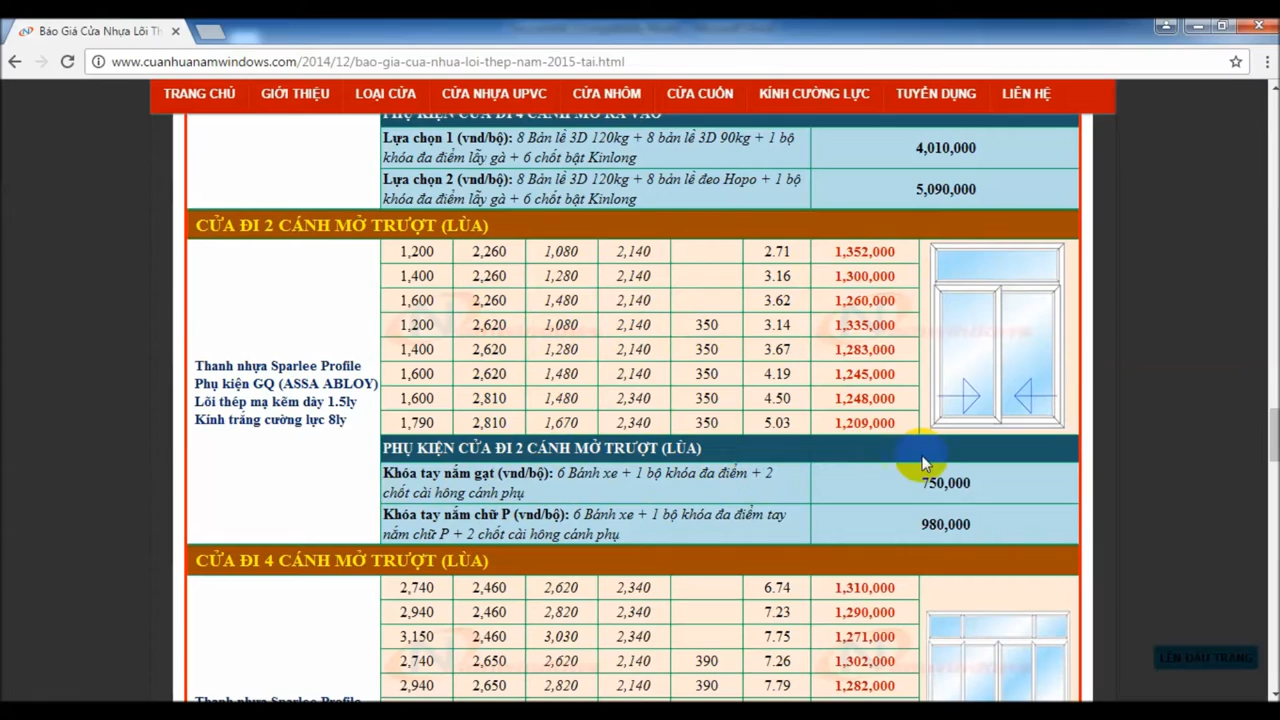 Báo Giá Cửa Nhựa Lõi Th
www.cuanhuanamwindows.com/2014/12/bao-gia-cua-nhua-loi-thep-nam-2015-tai.html
TRANG CHỦ GIỚI THIỆU LOẠI CỬA CỬA NHỰA UPVC CỬA NHÔM CỬA CUỐN KÍNH CƯỜNG LỰC TUYỂN DỤNG LIÊN HỆ
PHỤ KIỆN CỬA ĐI 4 CÁNH MỞ RA VÀO
Lựa chọn 1 (vnd/bộ): 8 Bản lề 3D 120kg + 8 bản lề 3D 90kg + 1 bộ
khóa đa điểm lẫy gà + 6 chốt bật Kinlong
4,010,000
Lựa chọn 2 (vnd/bộ): 8 Bản lề 3D 120kg + 8 bản lề đeo Hopo + 1 bộ
khóa đa điểm lẫy gà + 6 chốt bật Kinlong
5,090,000
CỬA ĐI 2 CÁNH MỞ TRƯỢT (LÙA)
1,200 2,260 1,080 2,140 2.71 1,352,000
1,400 2,260 1,280 2,140 3.16 1,300,000
1,600 2,260 1,480 2,140 3.62 1,260,000
1,200 2,620 1,080 2,140 350 3.14 1,335,000
1,400 2,620 1,280 2,140 350 3.67 1,283,000
1,600 2,620 1,480 2,140 350 4.19 1,245,000
1,600 2,810 1,480 2,340 350 4.50 1,248,000
1,790 2,810 1,670 2,340 350 5.03 1,209,000
Thanh nhựa Sparlee Profile
Phụ kiện GQ (ASSA ABLOY)
Lõi thép mạ kẽm dày 1.5ly
Kính trắng cường lực 8ly
PHỤ KIỆN CỬA ĐI 2 CÁNH MỞ TRƯỢT (LÙA)
Khóa tay nắm gạt (vnd/bộ): 6 Bánh xe + 1 bộ khóa đa điểm + 2
chốt cài hông cánh phụ
750,000
Khóa tay nắm chữ P (vnd/bộ): 6 Bánh xe + 1 bộ khóa đa điểm tay
nắm chữ P + 2 chốt cài hông cánh phụ
980,000
CỬA ĐI 4 CÁNH MỞ TRƯỢT (LÙA)
2,740 2,460 2,620 2,340 6.74 1,310,000
2,940 2,460 2,820 2,340 7.23 1,290,000
3,150 2,460 3,030 2,340 7.75 1,271,000
2,740 2,650 2,620 2,140 390 7.26 1,302,000
2,940 2,650 2,820 2,140 390 7.79 1,282,000
Thanh nhựa Sparlee Profile
LÊN ĐẦU TRANG